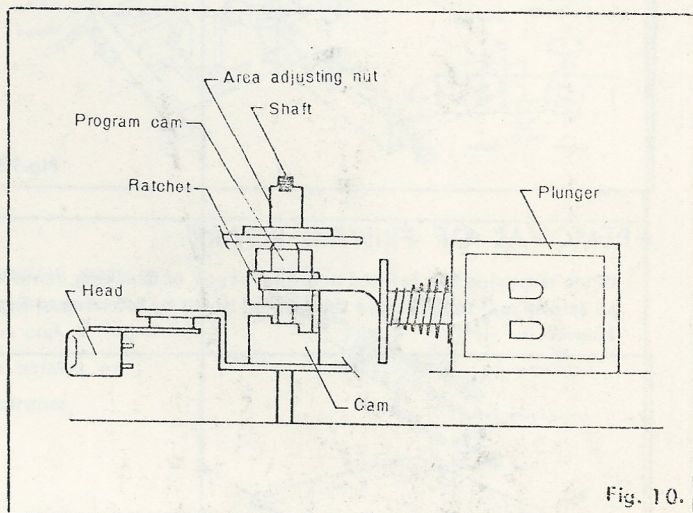 Area adjusting nut
Shaft
Program cam
Ratchet
Plunger
Head
Cam
Fig. 10.